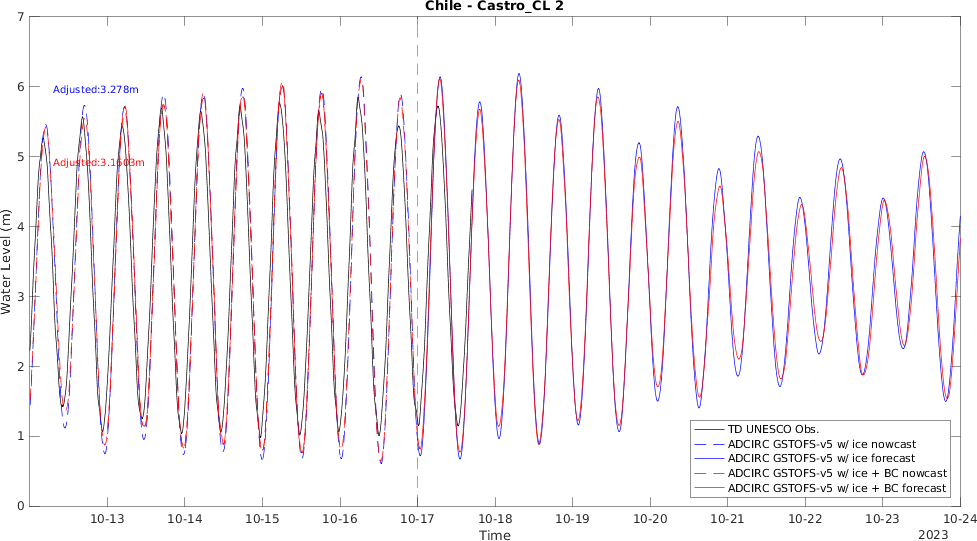 Chile - Castro_CL 2
7
6
5
4
3
2
1
0
Water Level (m)
Adjusted:3.278m
Adjusted:3.1603m
TD UNESCO Obs.
ADCIRC GSTOFS-v5 w/ ice nowcast
ADCIRC GSTOFS-v5 w/ ice forecast
ADCIRC GSTOFS-v5 w/ ice + BC nowcast
ADCIRC GSTOFS-v5 w/ ice + BC forecast
10-13 10-14 10-15 10-16 10-17 10-18 10-19 10-20 10-21 10-22 10-23 10-24
Time
2023